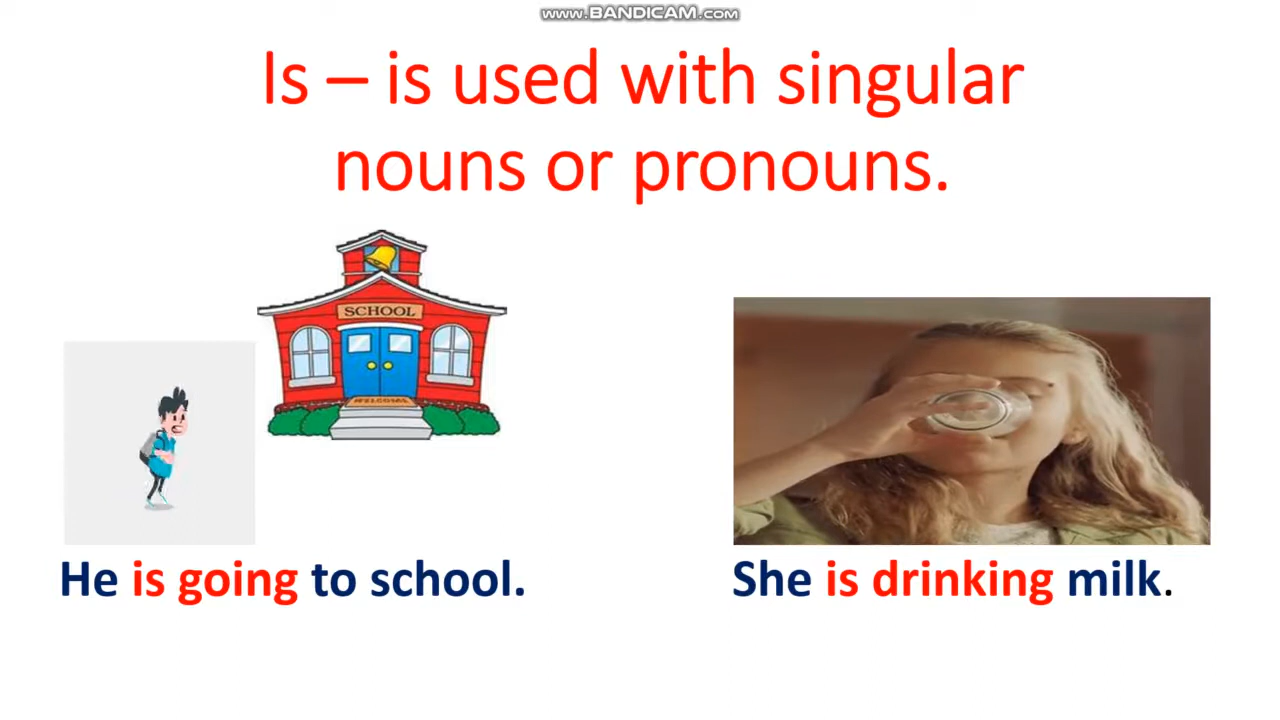 www.BANDICAM.com
Is – is used with singular
nouns or pronouns.
SCHOOL
WELCOME
He is going to school.
She is drinking milk.